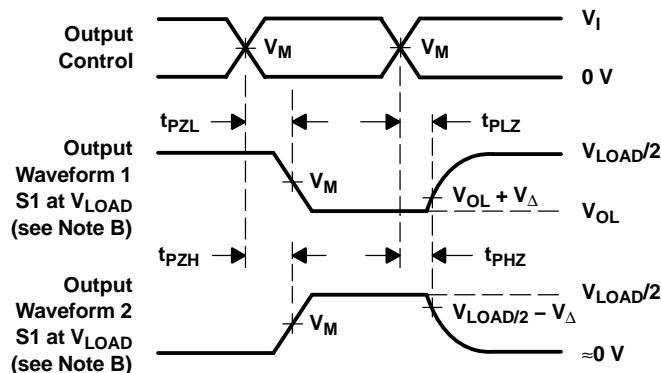 Output
Control
V_M
V_M
V_I
0 V
t_PZL
t_PLZ
Output
Waveform 1
S1 at V_LOAD
(see Note B)
V_M
V_LOAD/2
V_OL + V_Δ
V_OL
t_PZH
t_PHZ
Output
Waveform 2
S1 at V_LOAD
(see Note B)
V_M
V_LOAD/2
V_LOAD/2 − V_Δ
≈0 V